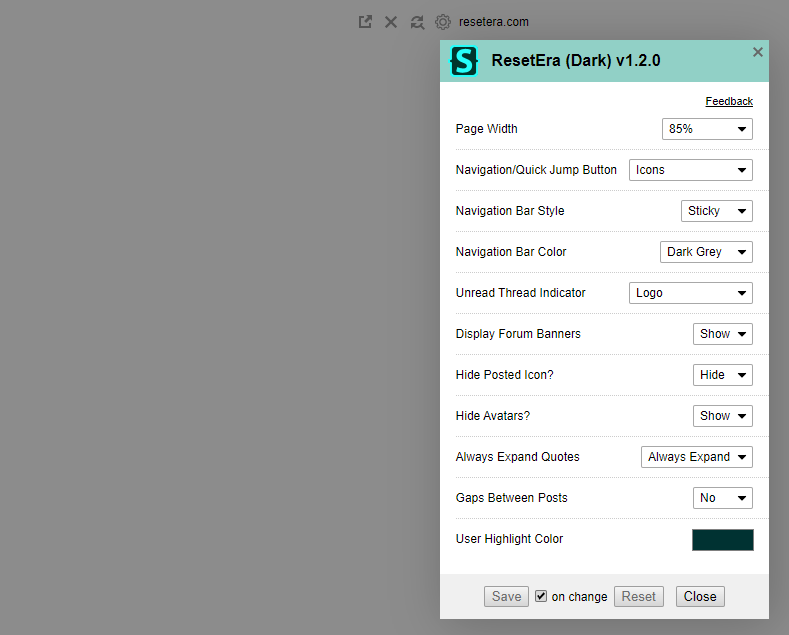 resetera.com
S ResetEra (Dark) v1.2.0
Feedback
Page Width 85%
Navigation/Quick Jump Button Icons
Navigation Bar Style Sticky
Navigation Bar Color Dark Grey
Unread Thread Indicator Logo
Display Forum Banners Show
Hide Posted Icon? Hide
Hide Avatars? Show
Always Expand Quotes Always Expand
Gaps Between Posts No
User Highlight Color
Save on change Reset Close